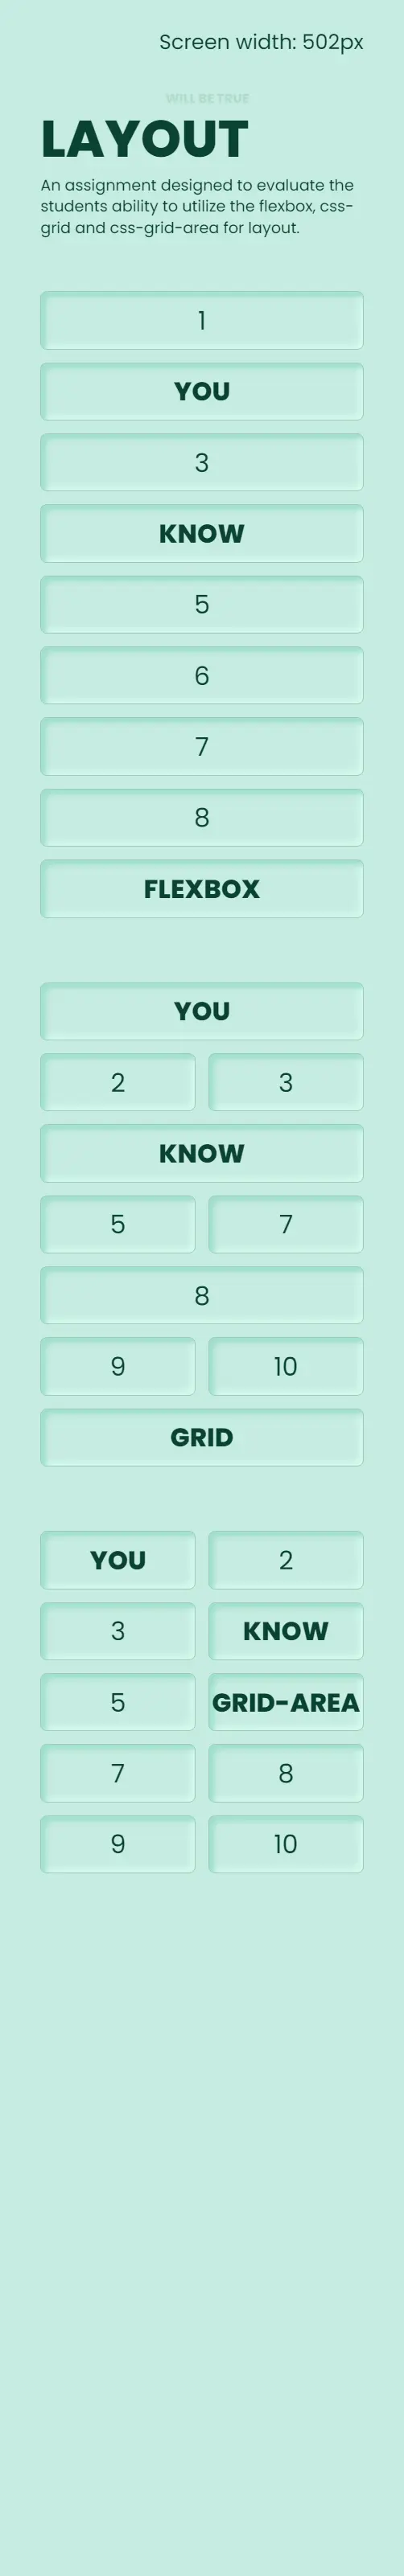 Screen width: 502px
WILL BE TRUE
LAYOUT
An assignment designed to evaluate the
students ability to utilize the flexbox, css-
grid and css-grid-area for layout.
1
YOU
3
KNOW
5
6
7
8
FLEXBOX
YOU
2 3
KNOW
5 7
8
9 10
GRID
YOU 2
3 KNOW
5 GRID-AREA
7 8
9 10